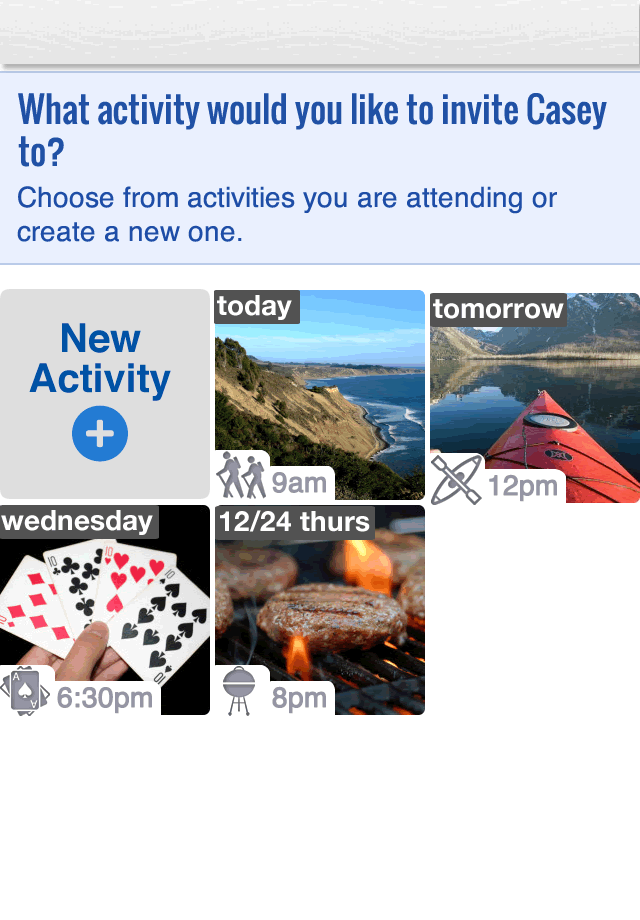 What activity would you like to invite Casey
to?
Choose from activities you are attending or
create a new one.
New
Activity
today
9am
tomorrow
12pm
wednesday
6:30pm
12/24 thurs
8pm